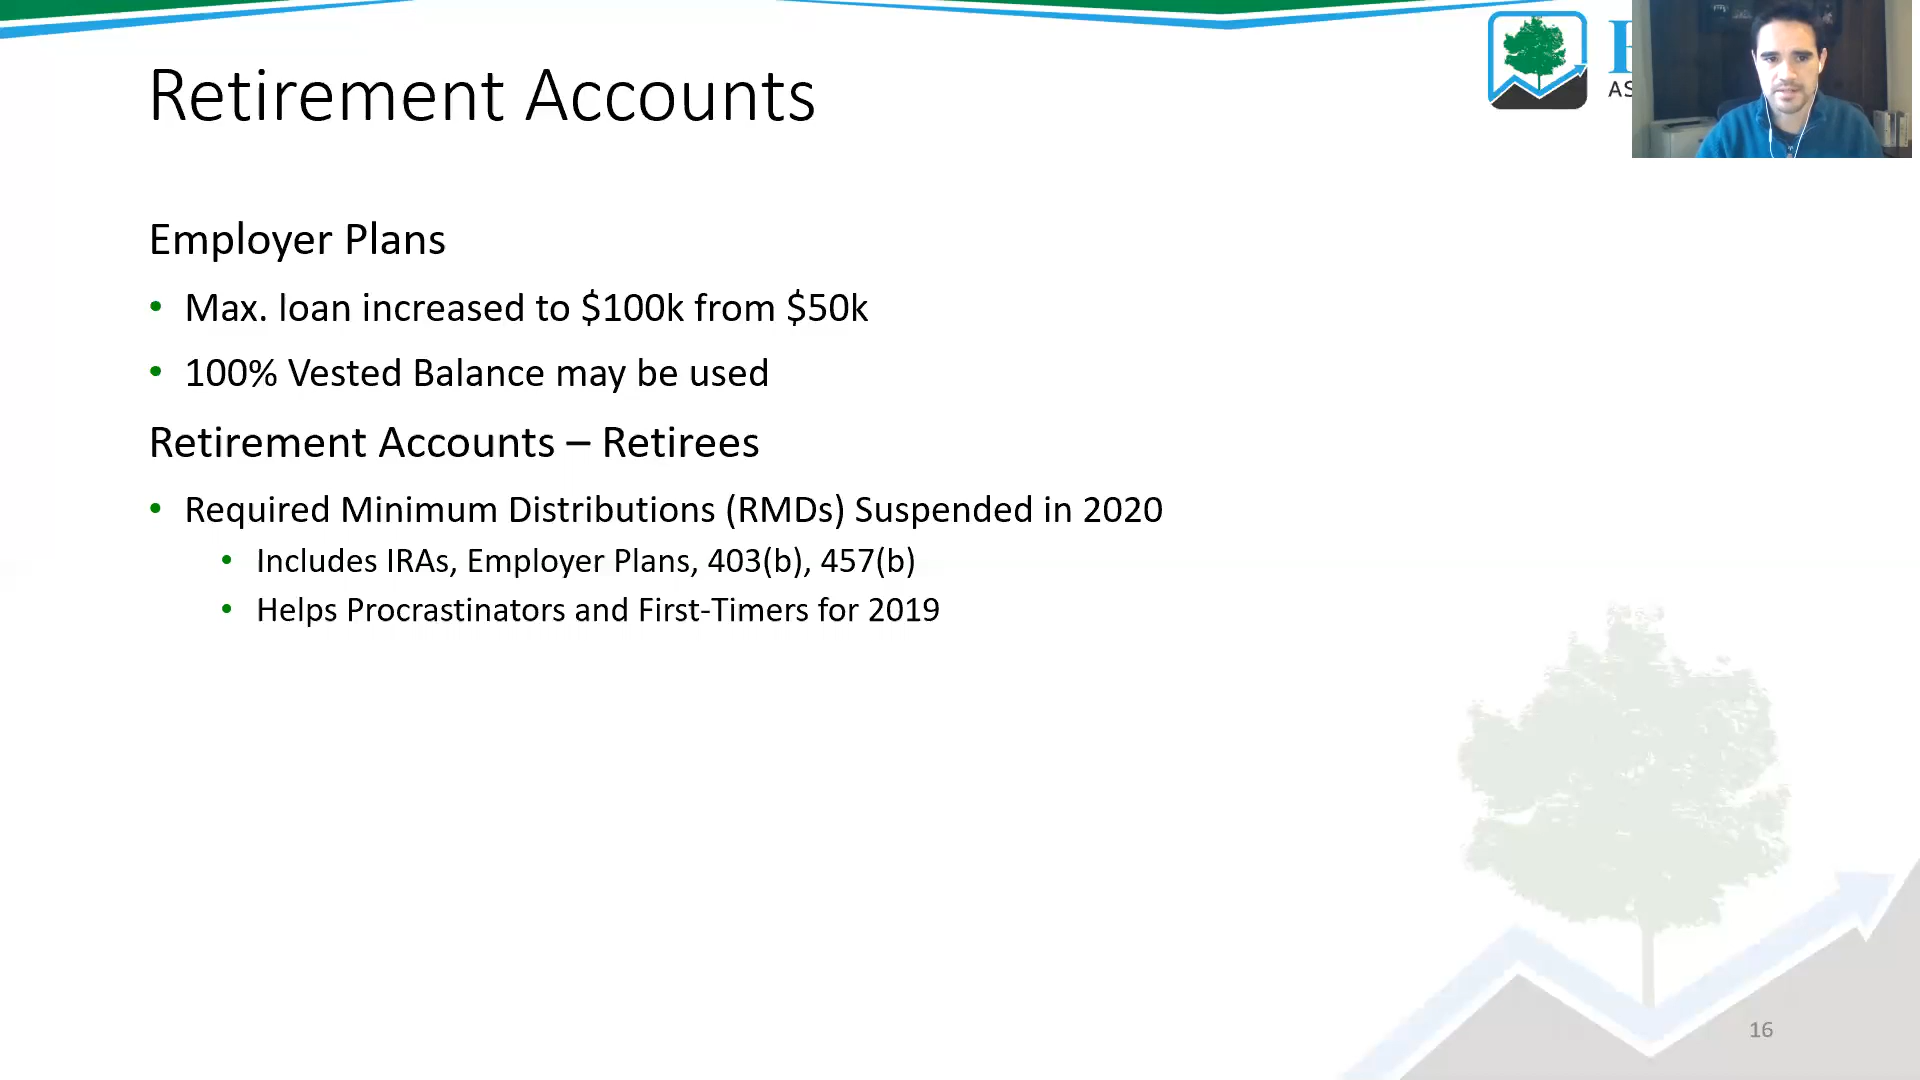 Retirement Accounts
Employer Plans
• Max. loan increased to $100k from $50k
• 100% Vested Balance may be used
Retirement Accounts – Retirees
• Required Minimum Distributions (RMDs) Suspended in 2020
• Includes IRAs, Employer Plans, 403(b), 457(b)
• Helps Procrastinators and First-Timers for 2019
16